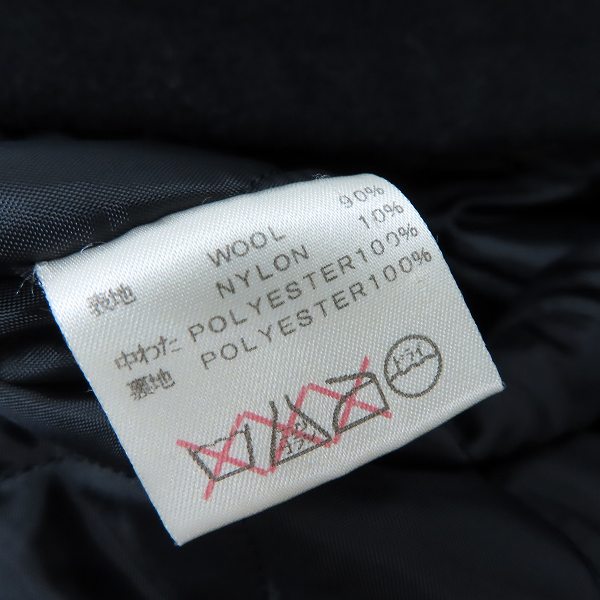 表地 WOOL 90%
NYLON 10%
中わた POLYESTER100%
裏地 POLYESTER100%